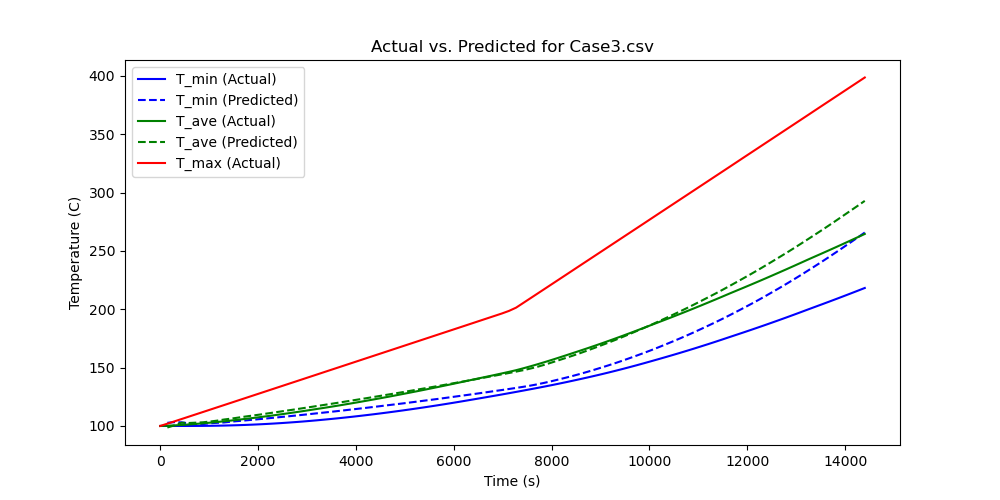 Actual vs. Predicted for Case3.csv
T_min (Actual)
T_min (Predicted)
T_ave (Actual)
T_ave (Predicted)
T_max (Actual)
400
350
300
250
200
150
100
Temperature (C)
0 2000 4000 6000 8000 10000 12000 14000
Time (s)